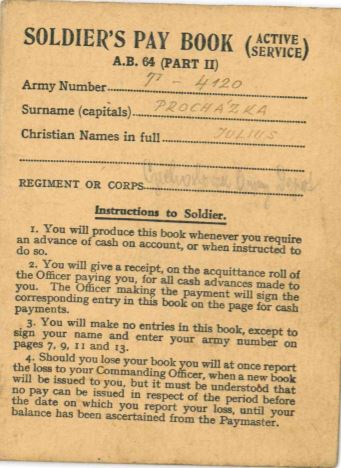 SOLDIER'S PAY BOOK (ACTIVE SERVICE)
A.B. 64 (PART II)
Army Number 4120
Surname (capitals) PROCHÁZKA
Christian Names in full JULIUS
REGIMENT OR CORPS
Instructions to Soldier.
1. You will produce this book whenever you require
an advance of cash on account, or when instructed to
do so.
2. You will give a receipt, on the acquittance roll of
the Officer paying you, for all cash advances made to
you. The Officer making the payment will sign the
corresponding entry in this book on the page for cash
payments.
3. You will make no entries in this book, except to
sign your name and enter your army number on
pages 7, 9, 11 and 13.
4. Should you lose your book you will at once report
the loss to your Commanding Officer, when a new book
will be issued to you, but it must be understood that
no pay can be issued in respect of the period before
the date on which you report your loss, until your
balance has been ascertained from the Paymaster.